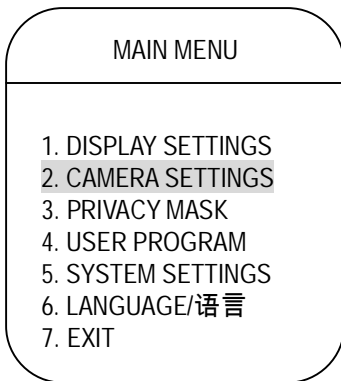 MAIN MENU
1. DISPLAY SETTINGS
2. CAMERA SETTINGS
3. PRIVACY MASK
4. USER PROGRAM
5. SYSTEM SETTINGS
6. LANGUAGE/语言
7. EXIT